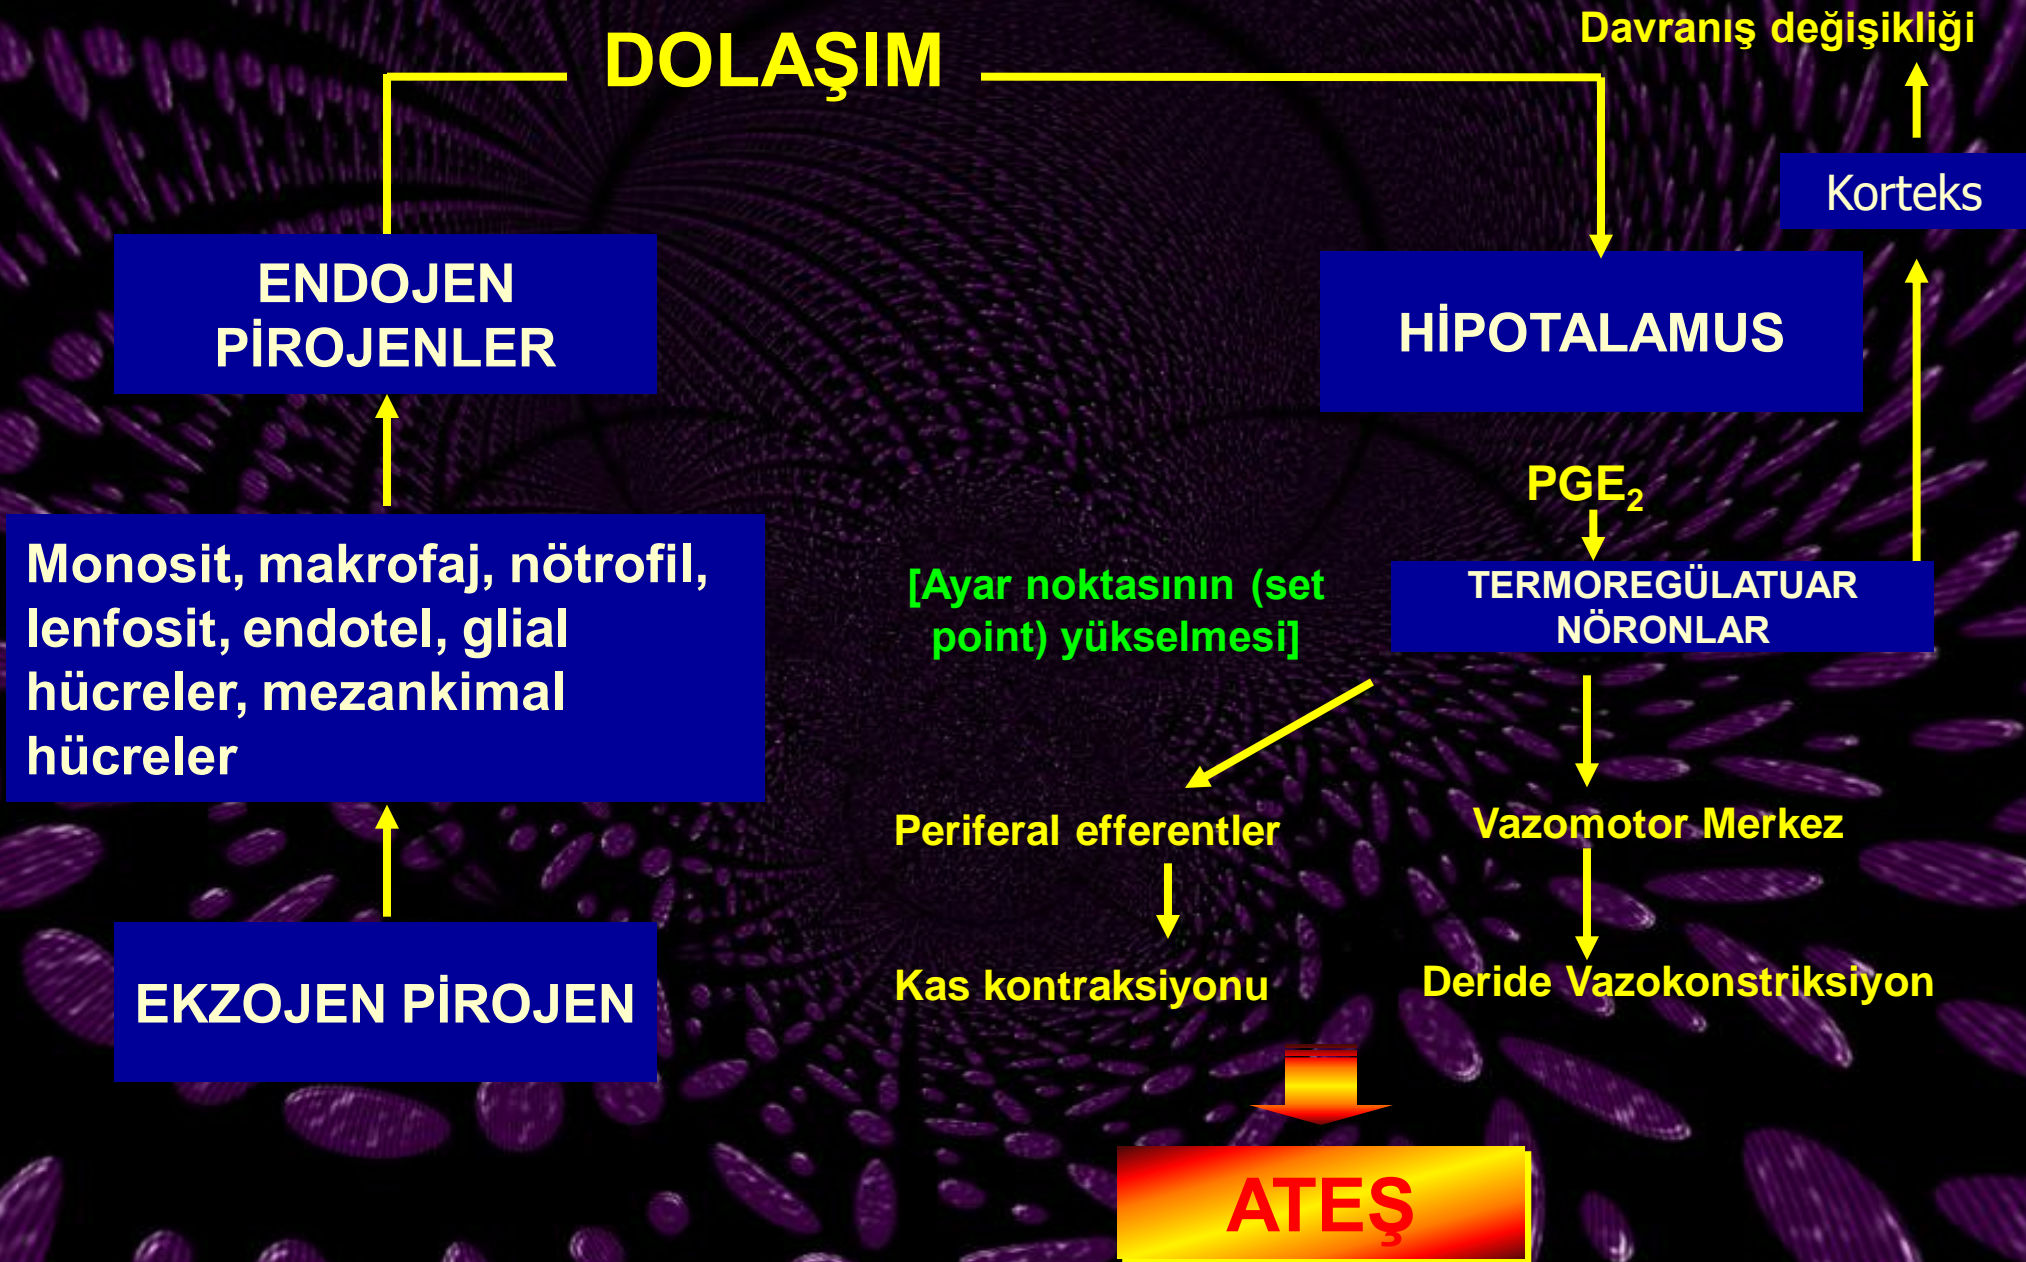 DOLAŞIM
Davranış değişikliği
Korteks
ENDOJEN
PİROJENLER
HİPOTALAMUS
PGE₂
Monosit, makrofaj, nötrofil,
lenfosit, endotel, glial
hücreler, mezankimal
hücreler
[Ayar noktasının (set
point) yükselmesi]
TERMOREGÜLATUAR
NÖRONLAR
Periferal efferentler
Vazomotor Merkez
EKZOJEN PİROJEN
Kas kontraksiyonu
Deride Vazokonstriksiyon
ATEŞ